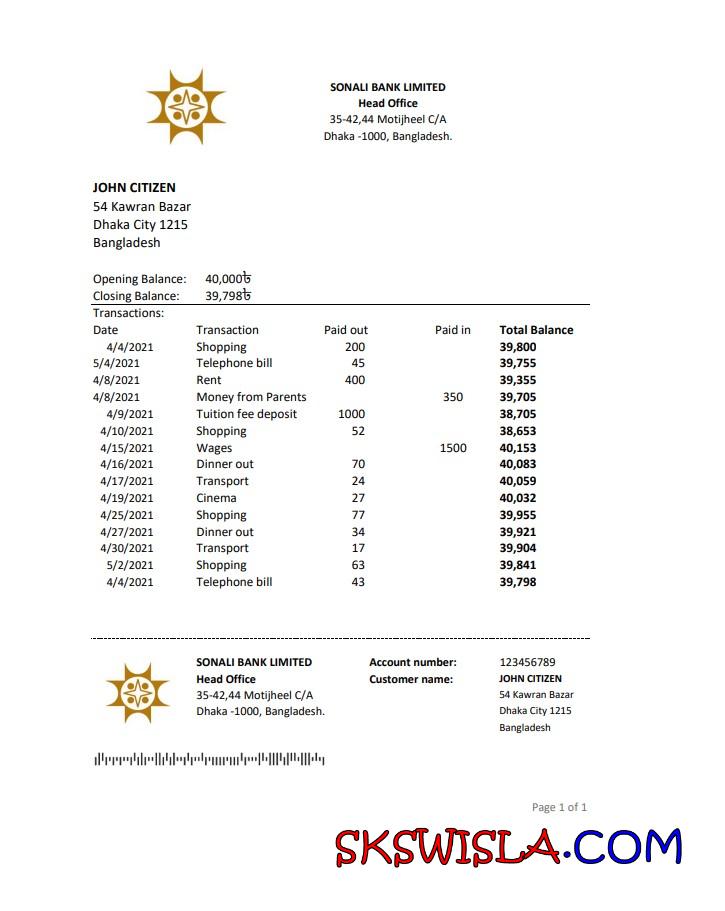 SONALI BANK LIMITED
Head Office
35-42,44 Motijheel C/A
Dhaka -1000, Bangladesh.
JOHN CITIZEN
54 Kawran Bazar
Dhaka City 1215
Bangladesh
Opening Balance: 40,000৳
Closing Balance: 39,798৳
Transactions:
Date Transaction Paid out Paid in Total Balance
4/4/2021 Shopping 200 39,800
5/4/2021 Telephone bill 45 39,755
4/8/2021 Rent 400 39,355
4/8/2021 Money from Parents 350 39,705
4/9/2021 Tuition fee deposit 1000 38,705
4/10/2021 Shopping 52 38,653
4/15/2021 Wages 1500 40,153
4/16/2021 Dinner out 70 40,083
4/17/2021 Transport 24 40,059
4/19/2021 Cinema 27 40,032
4/25/2021 Shopping 77 39,955
4/27/2021 Dinner out 34 39,921
4/30/2021 Transport 17 39,904
5/2/2021 Shopping 63 39,841
4/4/2021 Telephone bill 43 39,798
SONALI BANK LIMITED Account number: 123456789
Head Office Customer name: JOHN CITIZEN
35-42,44 Motijheel C/A 54 Kawran Bazar
Dhaka -1000, Bangladesh. Dhaka City 1215
Bangladesh
Page 1 of 1
SKSWISLA.COM